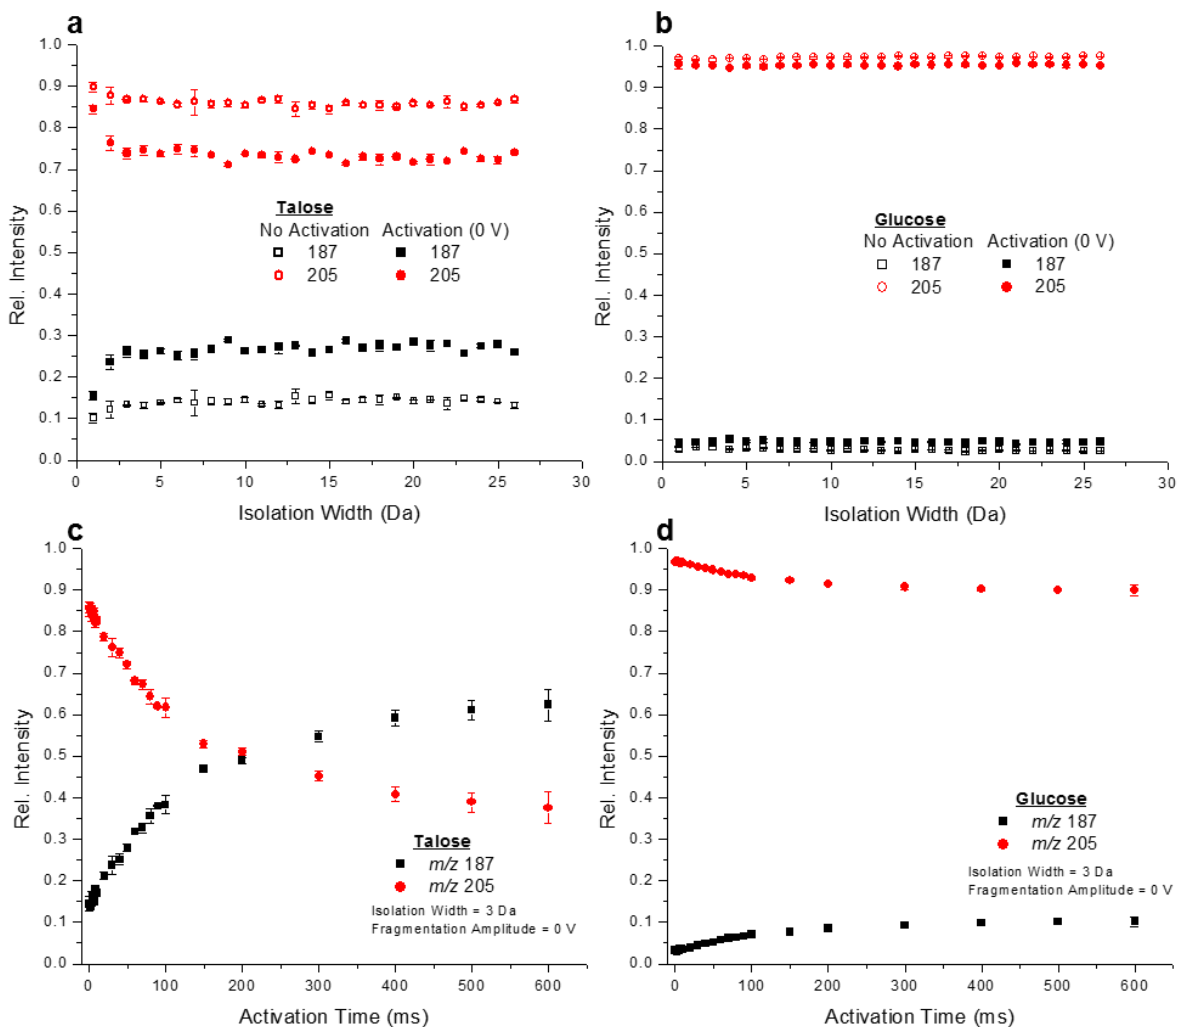 a
1.0
0.9
0.8
0.7
0.6
0.5
0.4
0.3
0.2
0.1
0.0
Rel. Intensity
Talose
No Activation Activation (0 V)
187 187
205 205
0 5 10 15 20 25 30
Isolation Width (Da)
b
1.0
0.9
0.8
0.7
0.6
0.5
0.4
0.3
0.2
0.1
0.0
Rel. Intensity
Glucose
No Activation Activation (0 V)
187 187
205 205
0 5 10 15 20 25 30
Isolation Width (Da)
c
1.0
0.9
0.8
0.7
0.6
0.5
0.4
0.3
0.2
0.1
0.0
Rel. Intensity
Talose
m/z 187
m/z 205
Isolation Width = 3 Da
Fragmentation Amplitude = 0 V
0 100 200 300 400 500 600
Activation Time (ms)
d
1.0
0.9
0.8
0.7
0.6
0.5
0.4
0.3
0.2
0.1
0.0
Rel. Intensity
Glucose
m/z 187
m/z 205
Isolation Width = 3 Da
Fragmentation Amplitude = 0 V
0 100 200 300 400 500 600
Activation Time (ms)